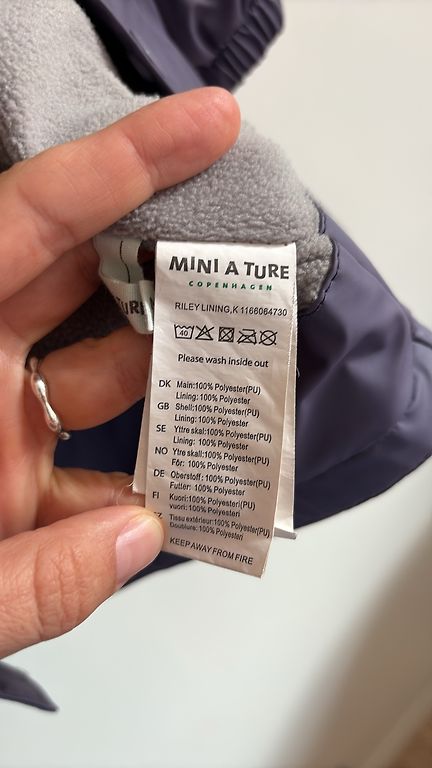 MINI A TURE
COPENHAGEN
RILEY LINING,K 1166064730
40
Please wash inside out
DK Main:100% Polyester(PU)
Lining: 100% Polyester
GB Shell:100% Polyester(PU)
Lining: 100% Polyester
SE Yttre skal:100% Polyester(PU)
Lining: 100% Polyester
NO Ytre skall:100% Polyester(PU)
Fôr: 100% Polyester
DE Oberstoff: 100% Polyester(PU)
Futter: 100% Polyester
FI Kuori:100% Polyesteri(PU)
vuori: 100% Polyesteri
Tissu extérieur:100% Polyester(PU)
Doublure: 100% Polyesteri
KEEP AWAY FROM FIRE